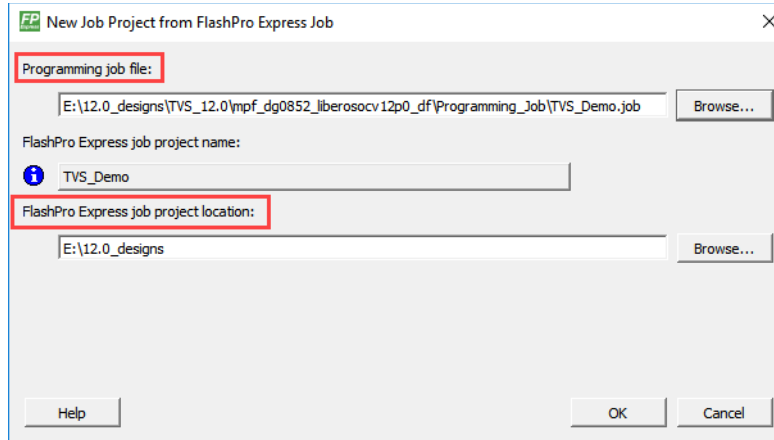 FP
Express
New Job Project from FlashPro Express Job
Programming job file:
E:\12.0_designs\TVS_12.0\mpf_dg0852_liberosocv12p0_df\Programming_Job\TVS_Demo.job
Browse...
FlashPro Express job project name:
TVS_Demo
FlashPro Express job project location:
E:\12.0_designs
Browse...
Help
OK
Cancel